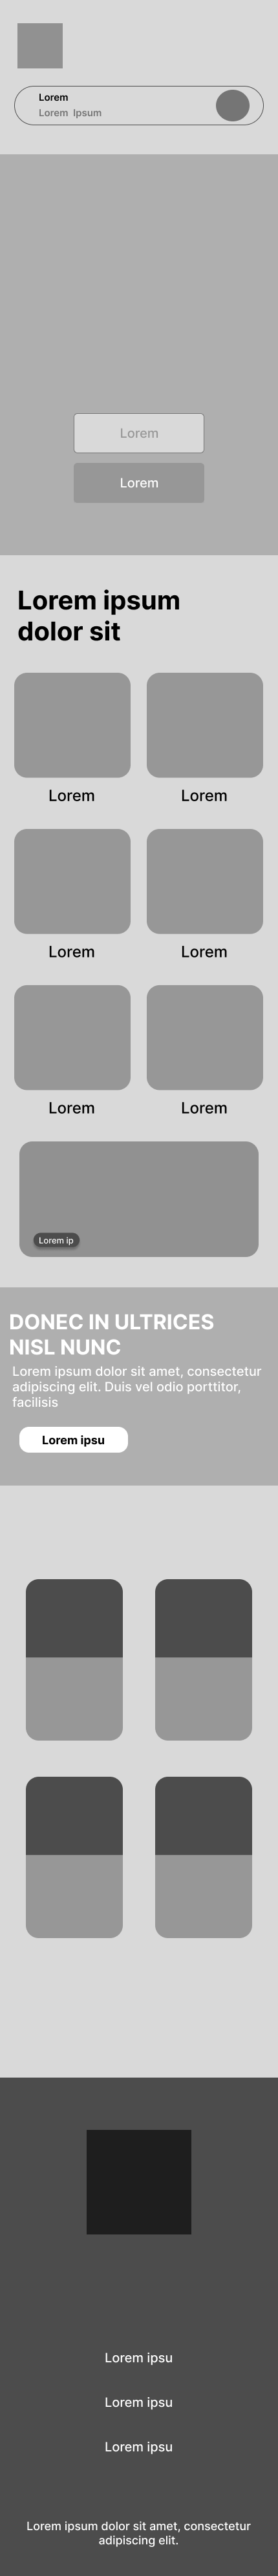 Lorem
Lorem Ipsum
Lorem
Lorem
Lorem ipsum
dolor sit
Lorem
Lorem
Lorem
Lorem
Lorem
Lorem
Lorem ip
DONEC IN ULTRICES
NISL NUNC
Lorem ipsum dolor sit amet, consectetur
adipiscing elit. Duis vel odio porttitor,
facilisis
Lorem ipsu
Lorem ipsu
Lorem ipsu
Lorem ipsu
Lorem ipsum dolor sit amet, consectetur
adipiscing elit.